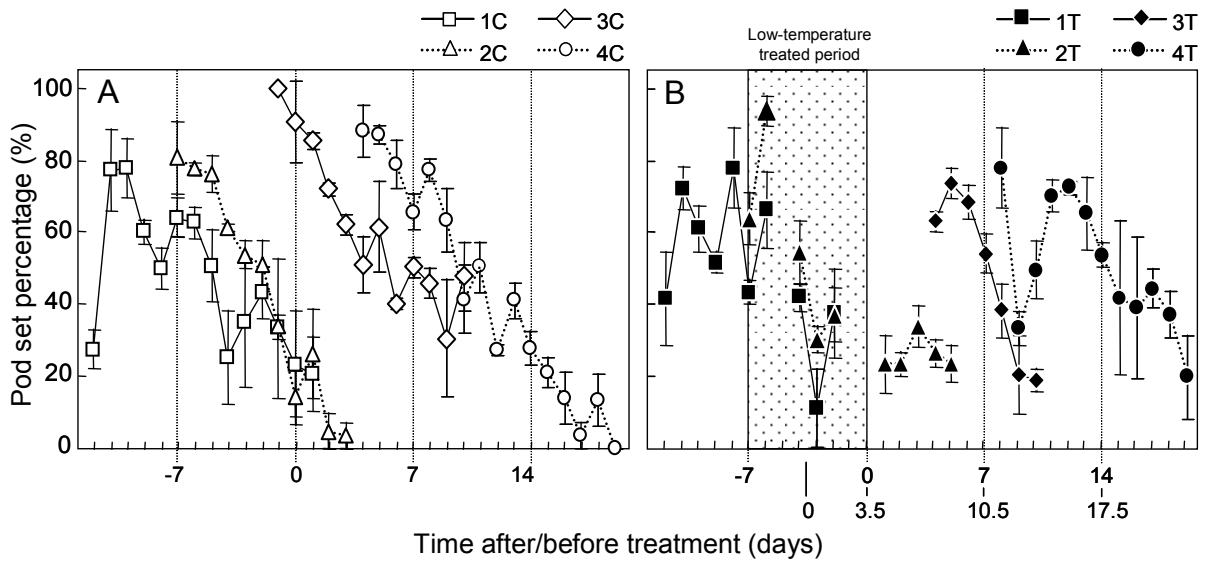 1C 3C
2C 4C
1T 3T
2T 4T
Low-temperature
treated period
A
B
Pod set percentage (%)
100
80
60
40
20
0
-7 0 7 14
-7 0 7 14
0 3.5 10.5 17.5
Time after/before treatment (days)